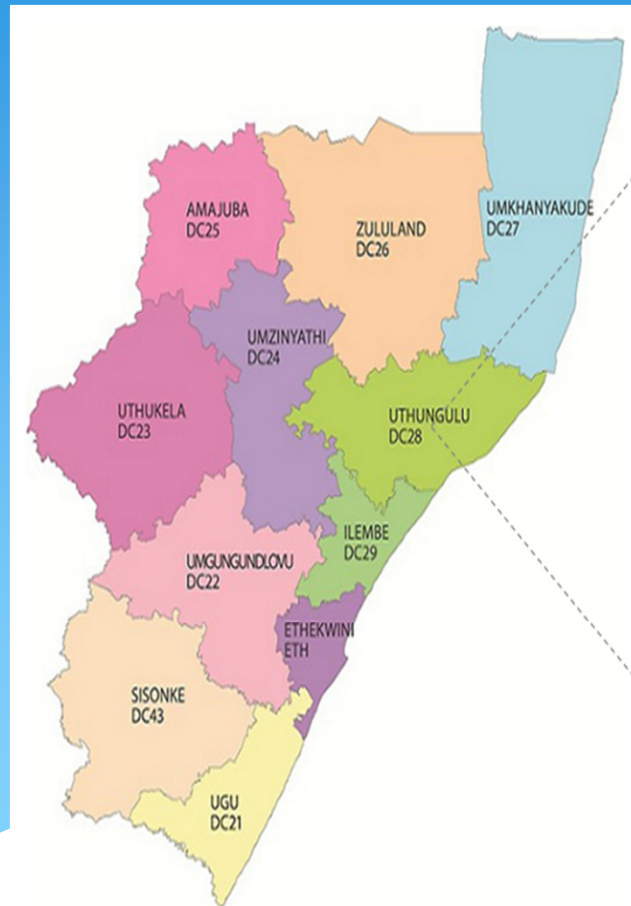 AMAJUBA
DC25
ZULULAND
DC26
UMKHANYAKUDE
DC27
UMZINYATHI
DC24
UTHUKELA
DC23
UTHUNGULU
DC28
ILEMBE
DC29
UMGUNGUNDLOVU
DC22
ETHEKWINI
ETH
SISONKE
DC43
UGU
DC21